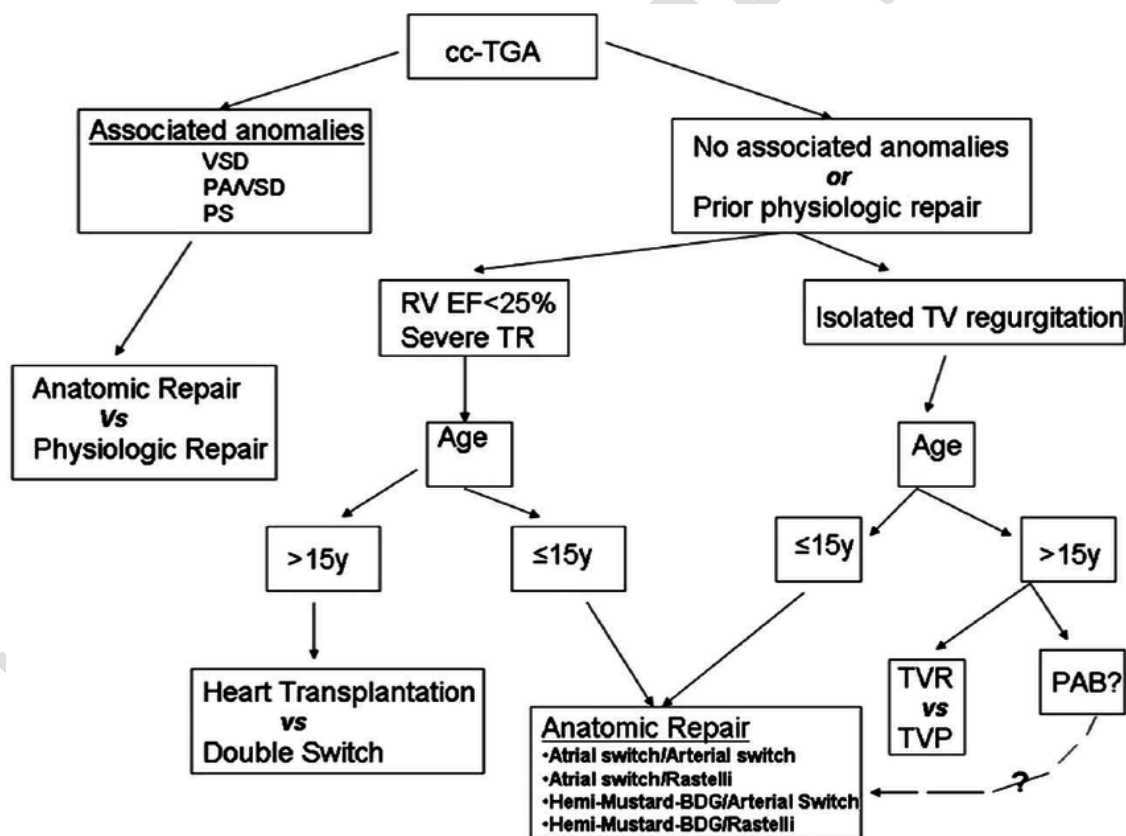 cc-TGA
Associated anomalies
VSD
PA/VSD
PS
No associated anomalies
or
Prior physologic repair
RV EF<25%
Severe TR
Isolated TV regurgitation
Anatomic Repair
Vs
Physiologic Repair
Age
Age
>15y
≤15y
≤15y
>15y
Heart Transplantation
vs
Double Switch
Anatomic Repair
•Atrial switch/Arterial switch
•Atrial switch/Rastelli
•Hemi-Mustard-BDG/Arterial Switch
•Hemi-Mustard-BDG/Rastelli
TVR
vs
TVP
PAB?
?